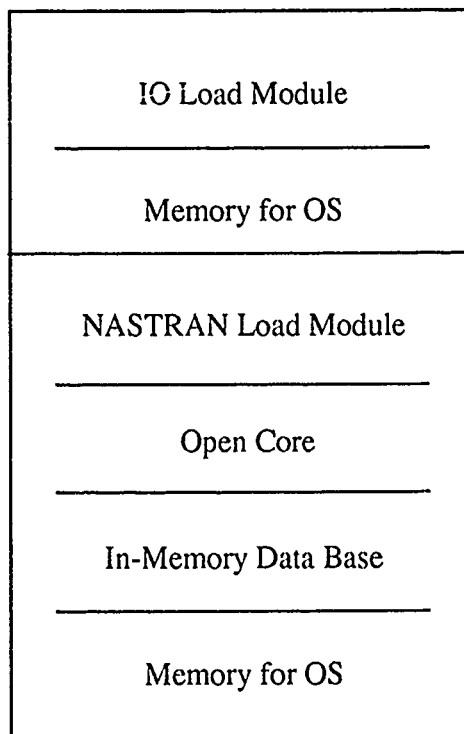 IO Load Module
Memory for OS
NASTRAN Load Module
Open Core
In-Memory Data Base
Memory for OS